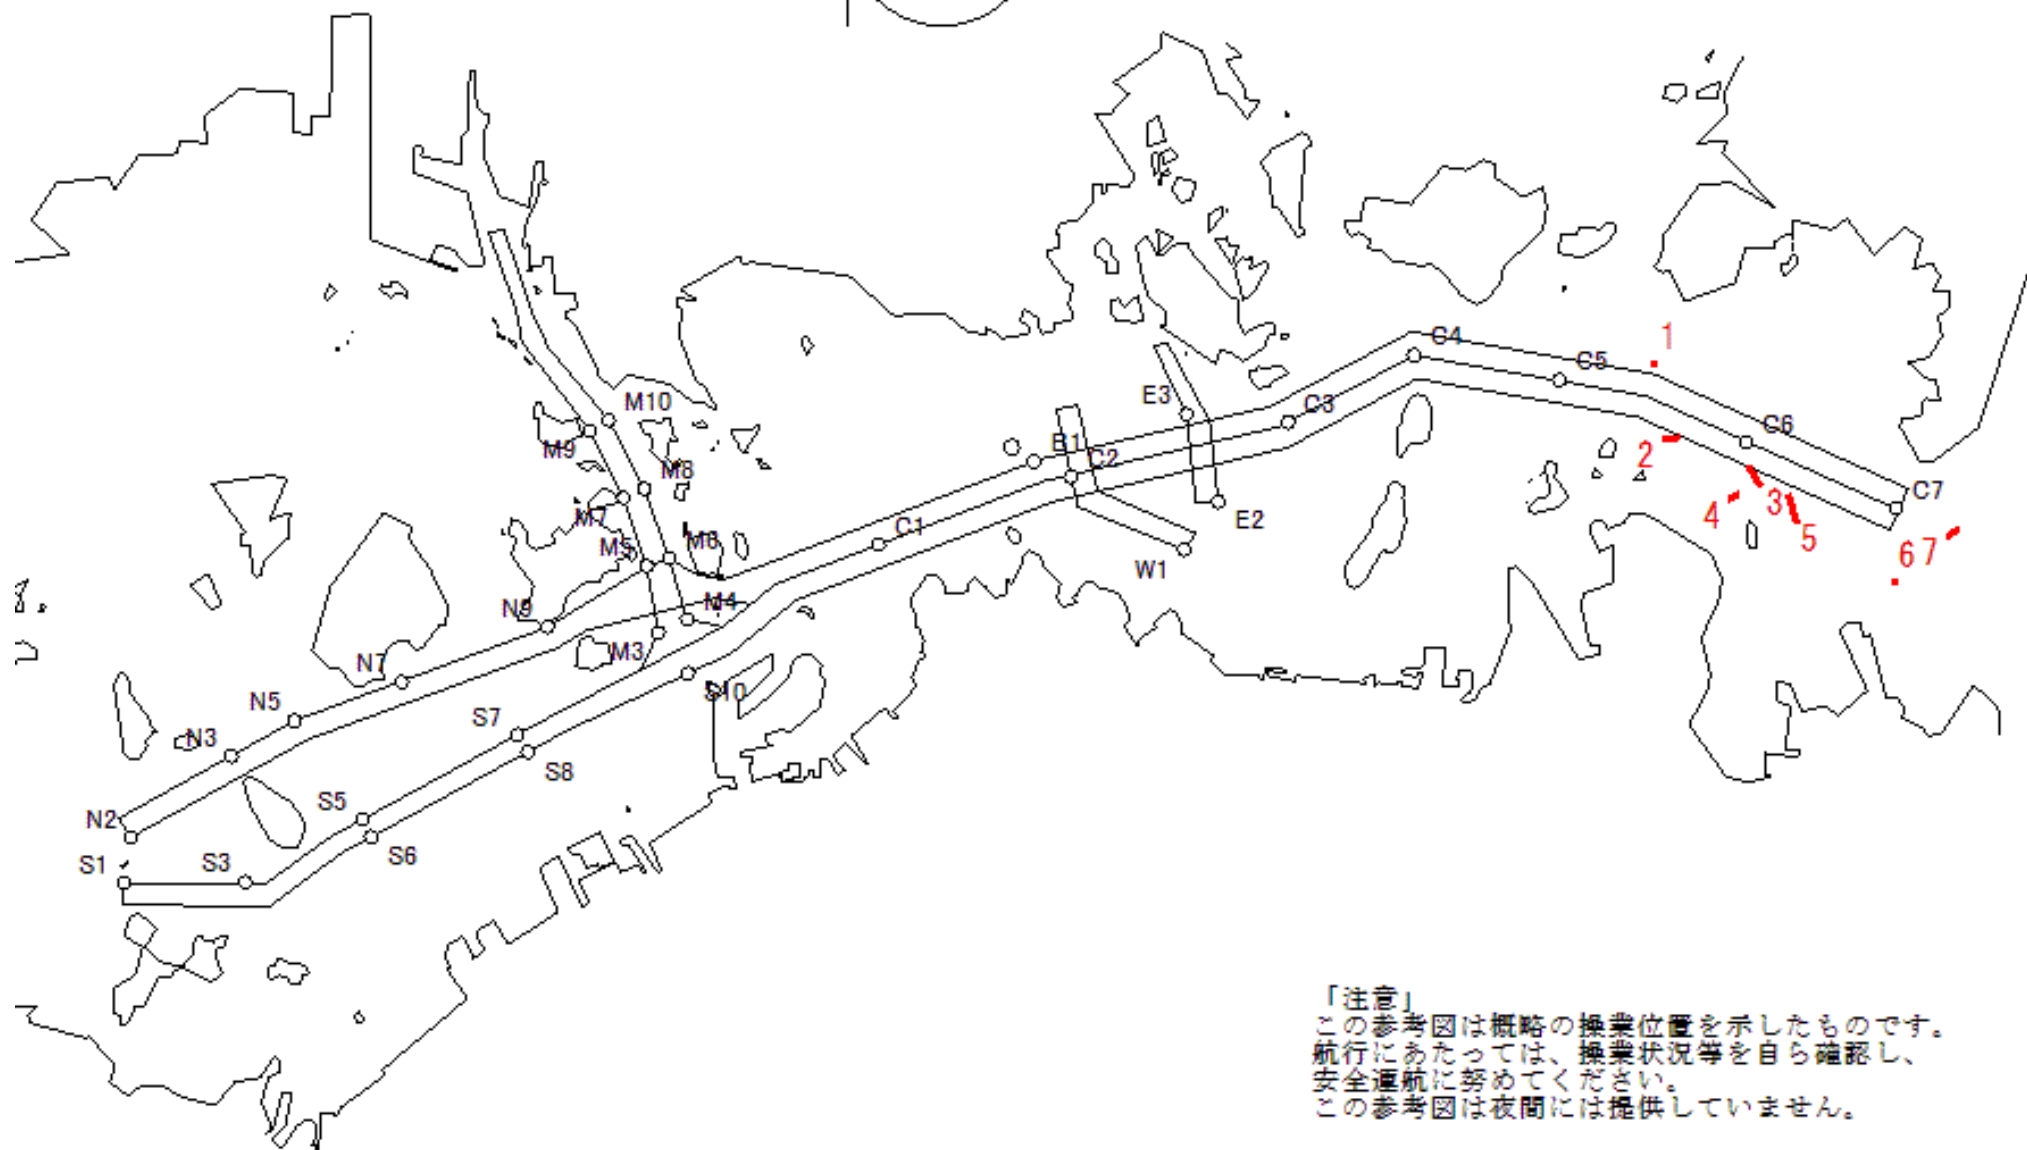 1
C4
C5
E3
M10
C3
C6
B1
M9
C2
2
M8
C7
4
3
M7
E2
C1
5
M6
M5
6
7
W1
N9
M4
M3
N7
S10
N5
S7
N3
S8
S5
N2
S6
S1
S3
「注意」
この参考図は概略の操業位置を示したものです。
航行にあたっては、操業状況等を自ら確認し、
安全運航に努めてください。
この参考図は夜間には提供していません。